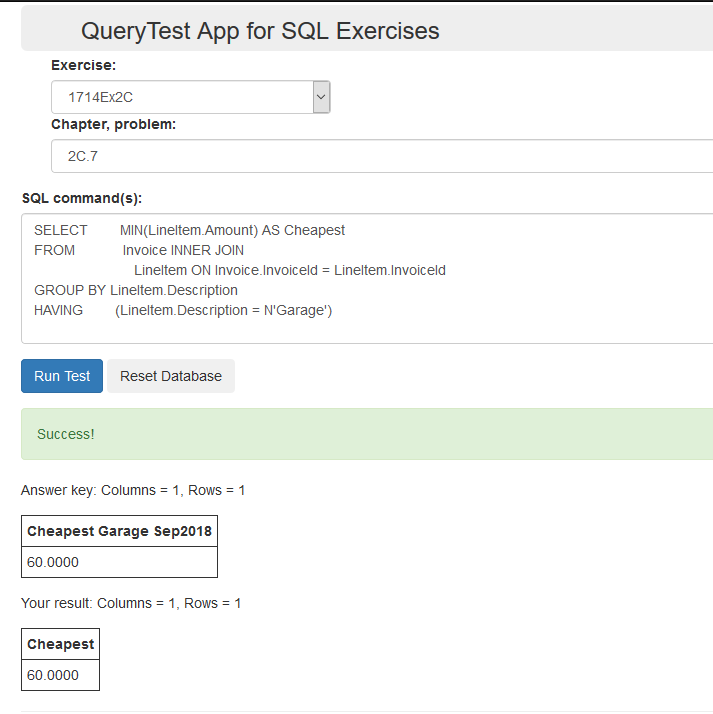 QueryTest App for SQL Exercises
Exercise:
1714Ex2C
Chapter, problem:
2C.7
SQL command(s):
SELECT MIN(LineItem.Amount) AS Cheapest
FROM Invoice INNER JOIN
LineItem ON Invoice.InvoiceId = LineItem.InvoiceId
GROUP BY LineItem.Description
HAVING (LineItem.Description = N'Garage')
Run Test Reset Database
Success!
Answer key: Columns = 1, Rows = 1
Cheapest Garage Sep2018
60.0000
Your result: Columns = 1, Rows = 1
Cheapest
60.0000